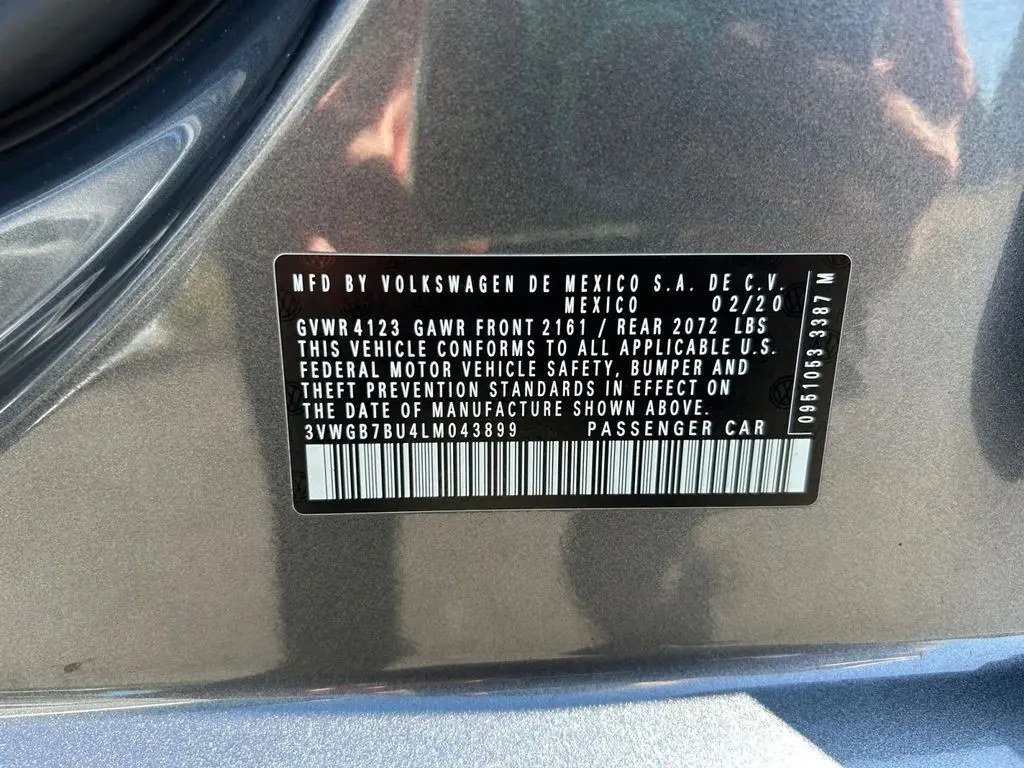 MFD BY VOLKSWAGEN DE MEXICO S.A. DE C.V.
MEXICO 02/20
GVWR 4123 GAWR FRONT 2161 / REAR 2072 LBS
THIS VEHICLE CONFORMS TO ALL APPLICABLE U.S.
FEDERAL MOTOR VEHICLE SAFETY, BUMPER AND
THEFT PREVENTION STANDARDS IN EFFECT ON
THE DATE OF MANUFACTURE SHOWN ABOVE.
3VWGB7BU4LM043899 PASSENGER CAR
0951053 3387 M